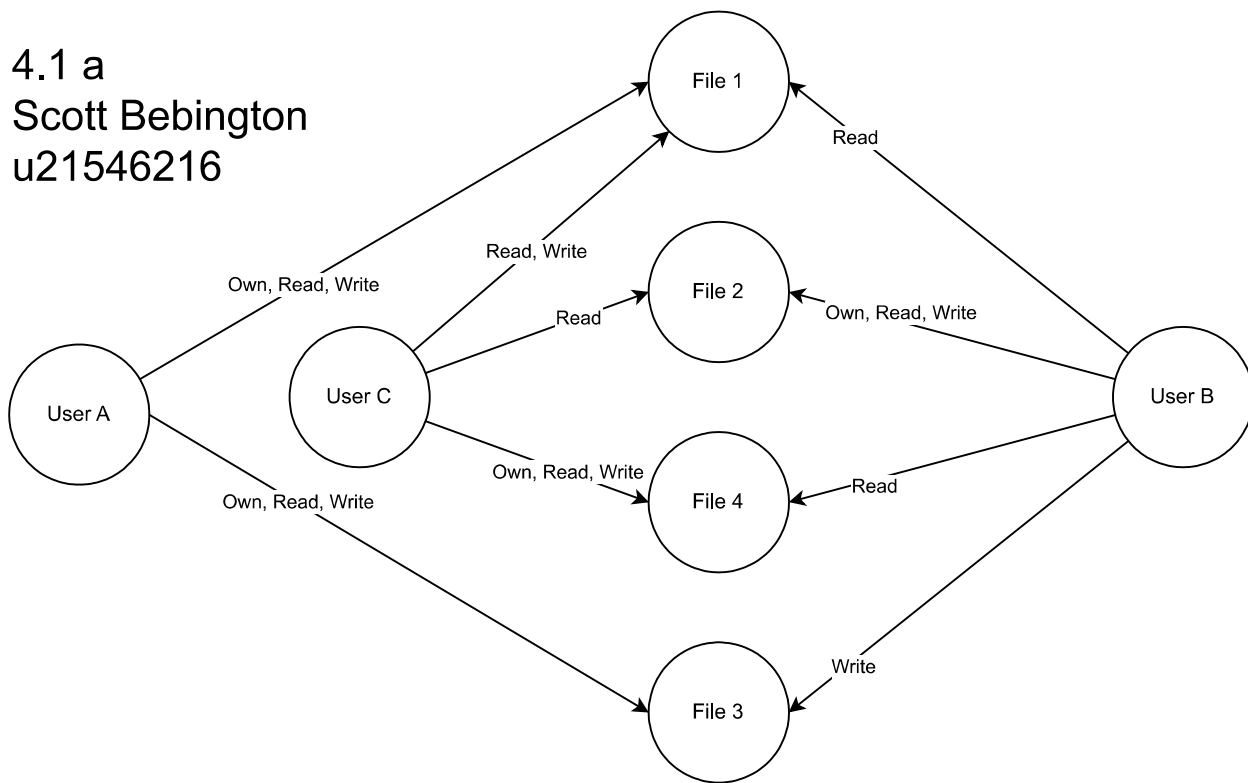 4.1 a
Scott Bebington
u21546216
File 1
Read
Read, Write
Own, Read, Write
File 2
Own, Read, Write
Read
User A
User C
User B
Own, Read, Write
Read
File 4
Own, Read, Write
Write
File 3